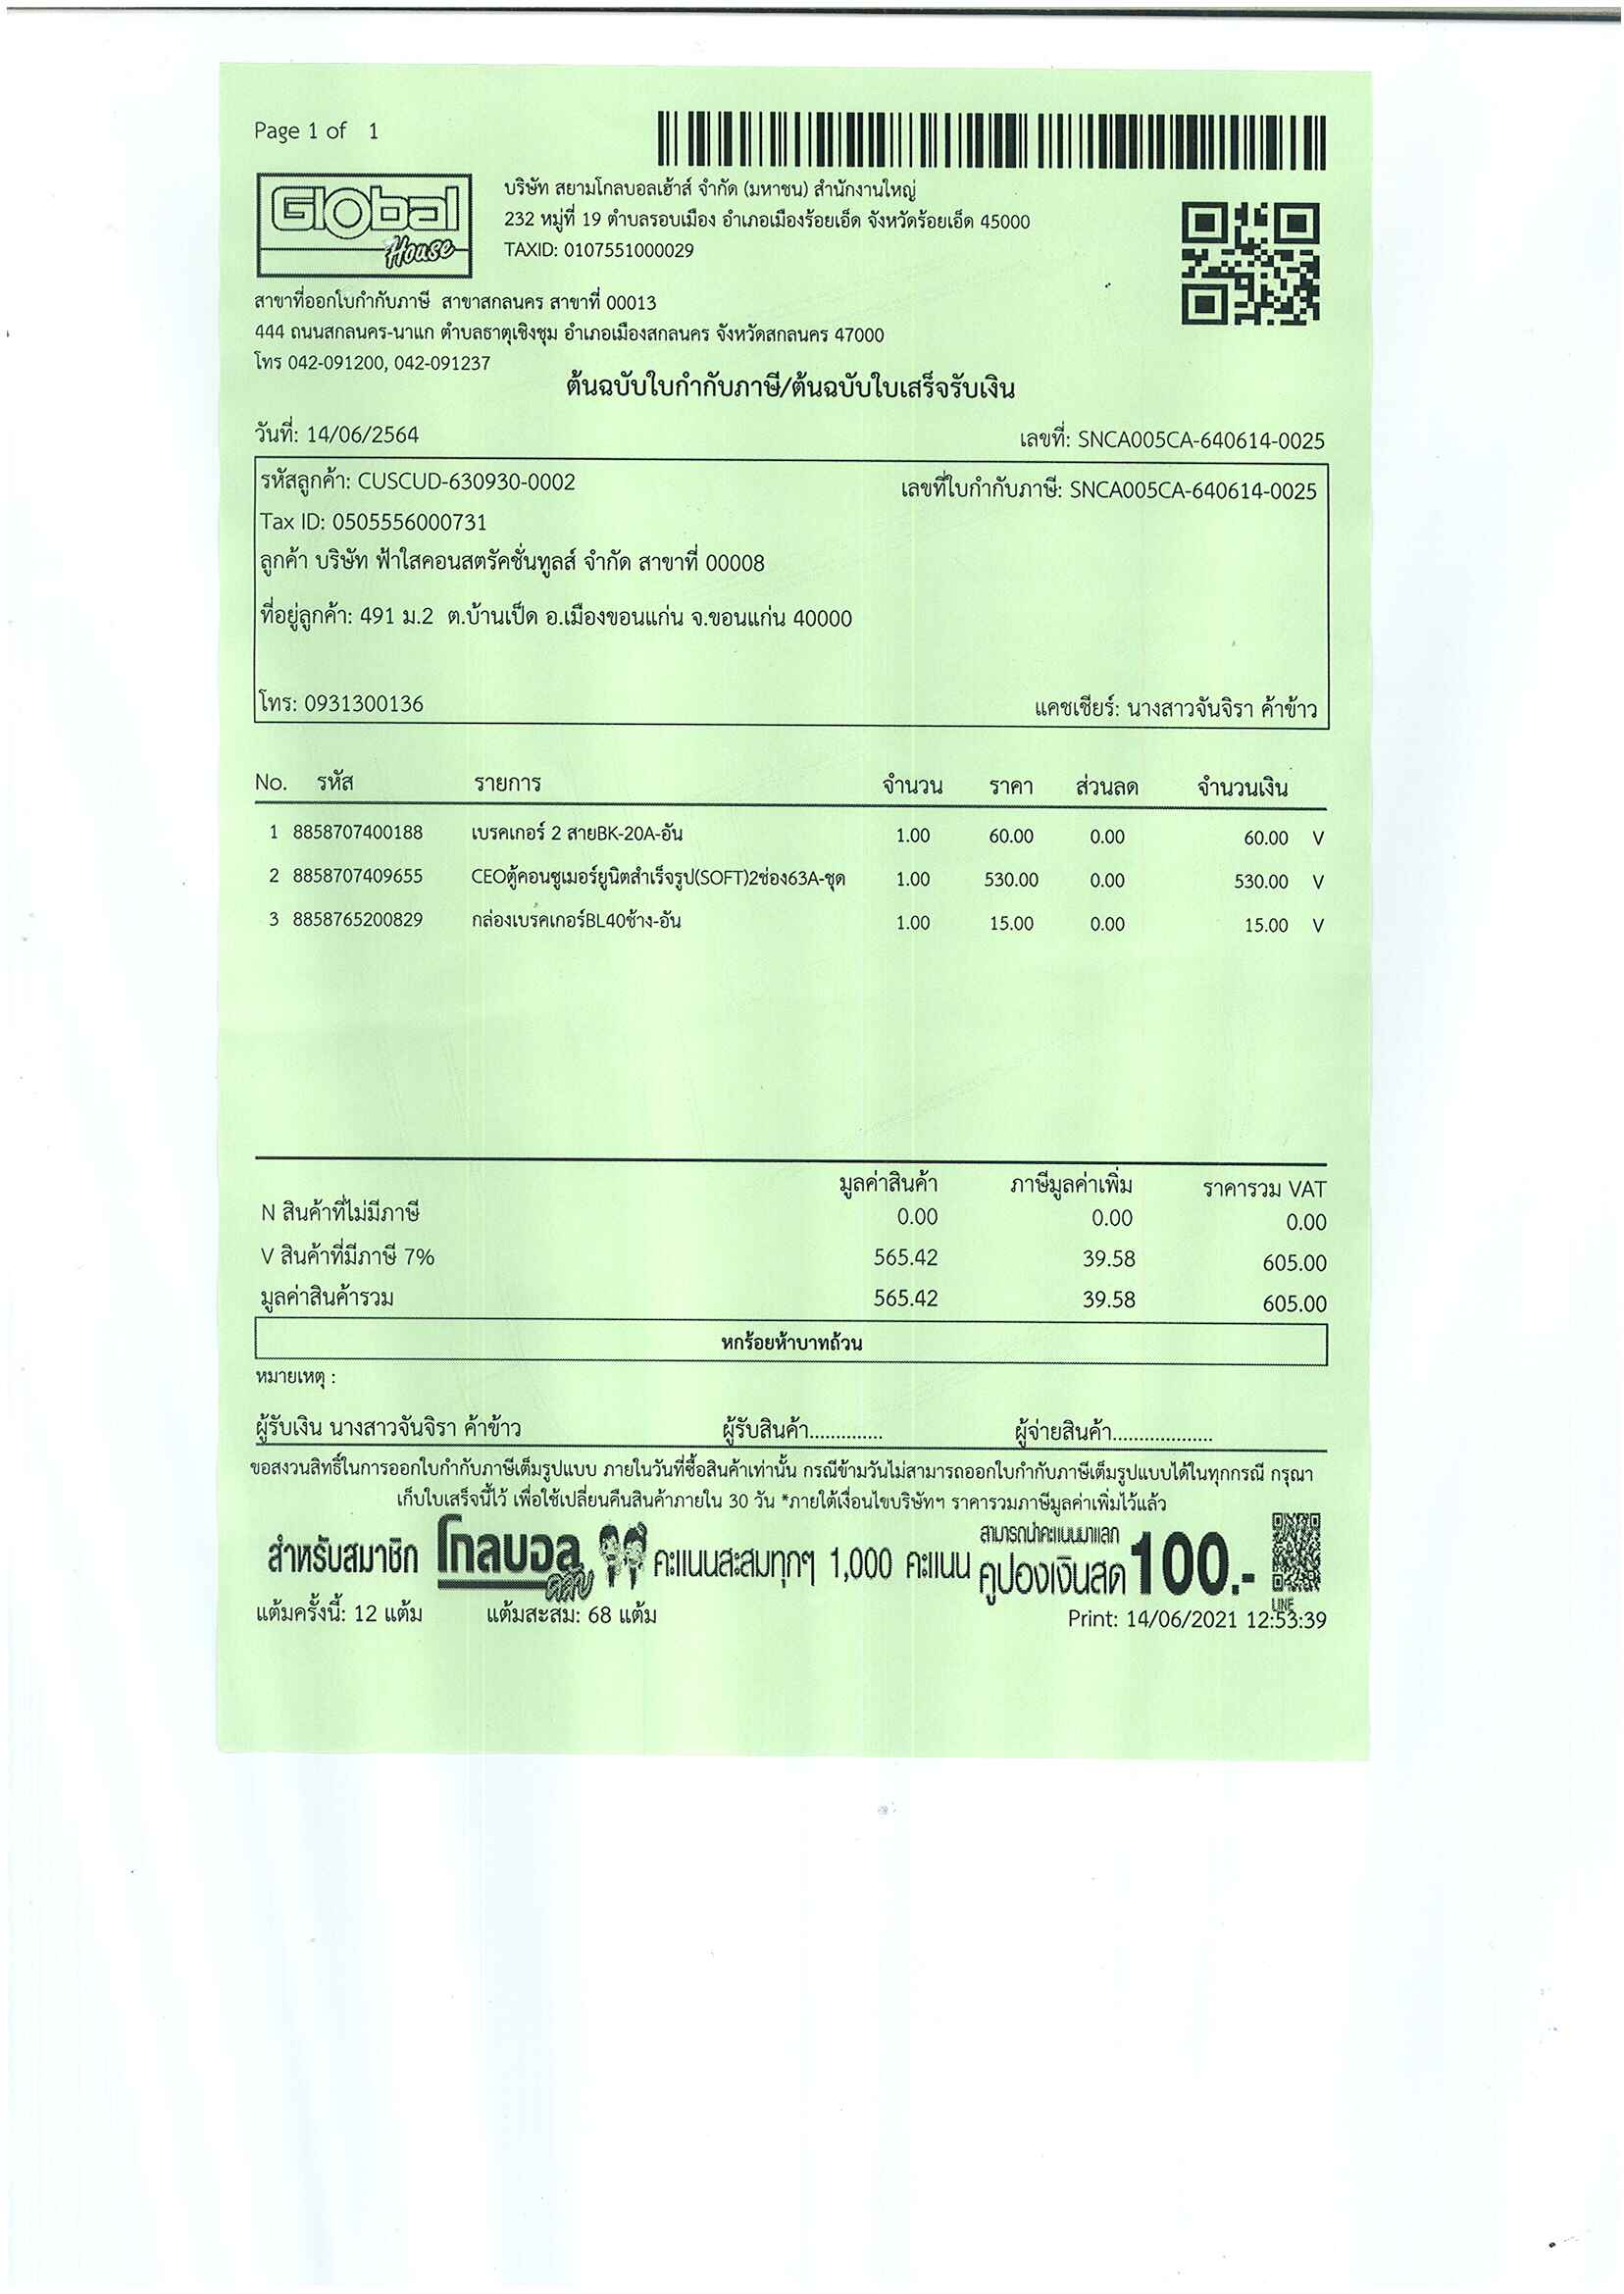 Page 1 of 1
Global House
บริษัท สยามโกลบอลเฮ้าส์ จำกัด (มหาชน) สำนักงานใหญ่
232 หมู่ที่ 19 ตำบลรอบเมือง อำเภอเมืองร้อยเอ็ด จังหวัดร้อยเอ็ด 45000
TAXID: 0107551000029
สาขาที่ออกใบกำกับภาษี สาขาสกลนคร สาขาที่ 00013
444 ถนนสกลนคร-นาแก ตำบลธาตุเชิงชุม อำเภอเมืองสกลนคร จังหวัดสกลนคร 47000
โทร 042-091200, 042-091237
ต้นฉบับใบกำกับภาษี/ต้นฉบับใบเสร็จรับเงิน
วันที่: 14/06/2564 เลขที่: SNCA005CA-640614-0025
รหัสลูกค้า: CUSCUD-630930-0002 เลขที่ใบกำกับภาษี: SNCA005CA-640614-0025
Tax ID: 0505556000731
ลูกค้า บริษัท ฟ้าใสคอนสตรัคชั่นทูลส์ จำกัด สาขาที่ 00008
ที่อยู่ลูกค้า: 491 ม.2 ต.บ้านเป็ด อ.เมืองขอนแก่น จ.ขอนแก่น 40000
โทร: 0931300136 แคชเชียร์: นางสาวจันจิรา ค้าข้าว
No. รหัส รายการ จำนวน ราคา ส่วนลด จำนวนเงิน
1 8858707400188 เบรคเกอร์ 2 สายBK-20A-อัน 1.00 60.00 0.00 60.00 V
2 8858707409655 CEOตู้คอนซูเมอร์ยูนิตสำเร็จรูป(SOFT)2ช่อง63A-ชุด 1.00 530.00 0.00 530.00 V
3 8858765200829 กล่องเบรคเกอร์BL40ช้าง-อัน 1.00 15.00 0.00 15.00 V
มูลค่าสินค้า ภาษีมูลค่าเพิ่ม ราคารวม VAT
N สินค้าที่ไม่มีภาษี 0.00 0.00 0.00
V สินค้าที่มีภาษี 7% 565.42 39.58 605.00
มูลค่าสินค้ารวม 565.42 39.58 605.00
หกร้อยห้าบาทถ้วน
หมายเหตุ :
ผู้รับเงิน นางสาวจันจิรา ค้าข้าว ผู้รับสินค้า.............. ผู้จ่ายสินค้า...................
ขอสงวนสิทธิ์ในการออกใบกำกับภาษีเต็มรูปแบบ ภายในวันที่ซื้อสินค้าเท่านั้น กรณีข้ามวันไม่สามารถออกใบกำกับภาษีเต็มรูปแบบได้ในทุกกรณี กรุณา
เก็บใบเสร็จนี้ไว้ เพื่อใช้เปลี่ยนคืนสินค้าภายใน 30 วัน *ภายใต้เงื่อนไขบริษัทฯ ราคารวมภาษีมูลค่าเพิ่มไว้แล้ว
สำหรับสมาชิก โกลบอล คลับ คะแนนสะสมทุกๆ 1,000 คะแนน สามารถนำคะแนนมาแลก คูปองเงินสด 100.-
LINE
แต้มครั้งนี้: 12 แต้ม แต้มสะสม: 68 แต้ม Print: 14/06/2021 12:53:39